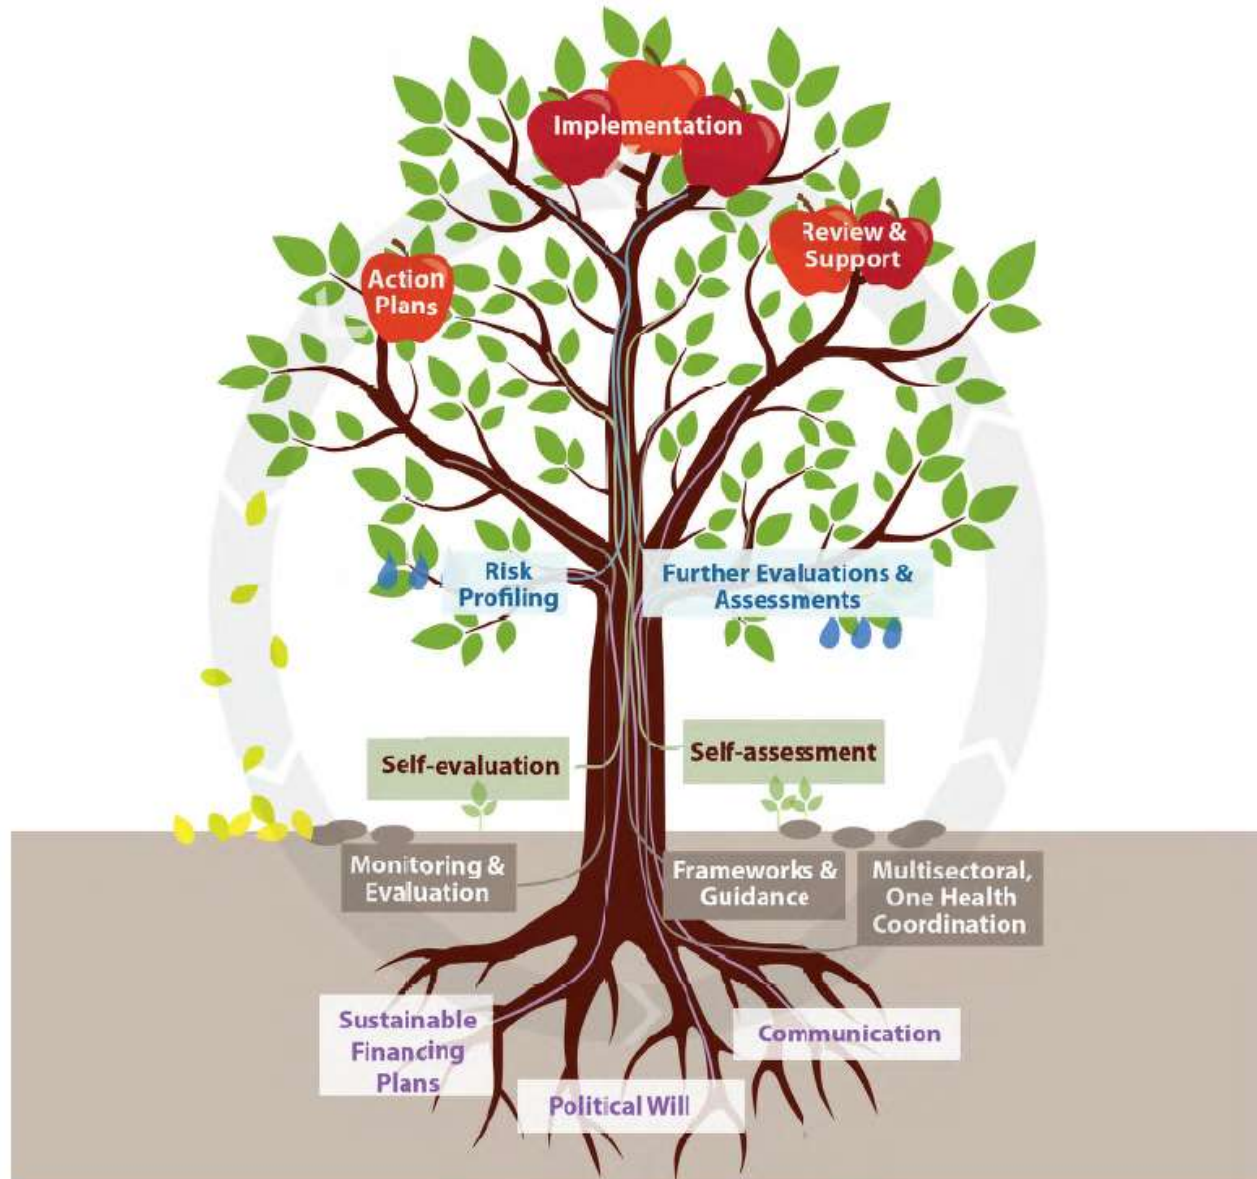 Implementation
Review &
Support
Action
Plans
Risk
Profiling
Further Evaluations &
Assessments
Self-evaluation
Self-assessment
Monitoring &
Evaluation
Frameworks &
Guidance
Multisectoral,
One Health
Coordination
Sustainable
Financing
Plans
Communication
Political Will